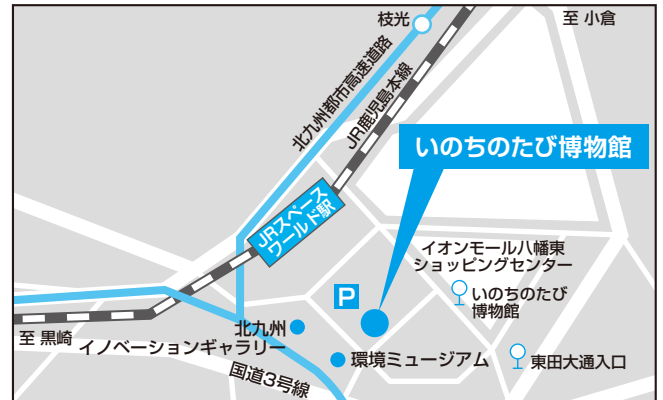 枝光
至 小倉
北九州都市高速道路
JR鹿児島本線
いのちのたび博物館
JRスペース
ワールド駅
イオンモール八幡東
ショッピングセンター
P
いのちのたび
博物館
至 黒崎
北九州
イノベーションギャラリー
環境ミュージアム
東田大通入口
国道3号線